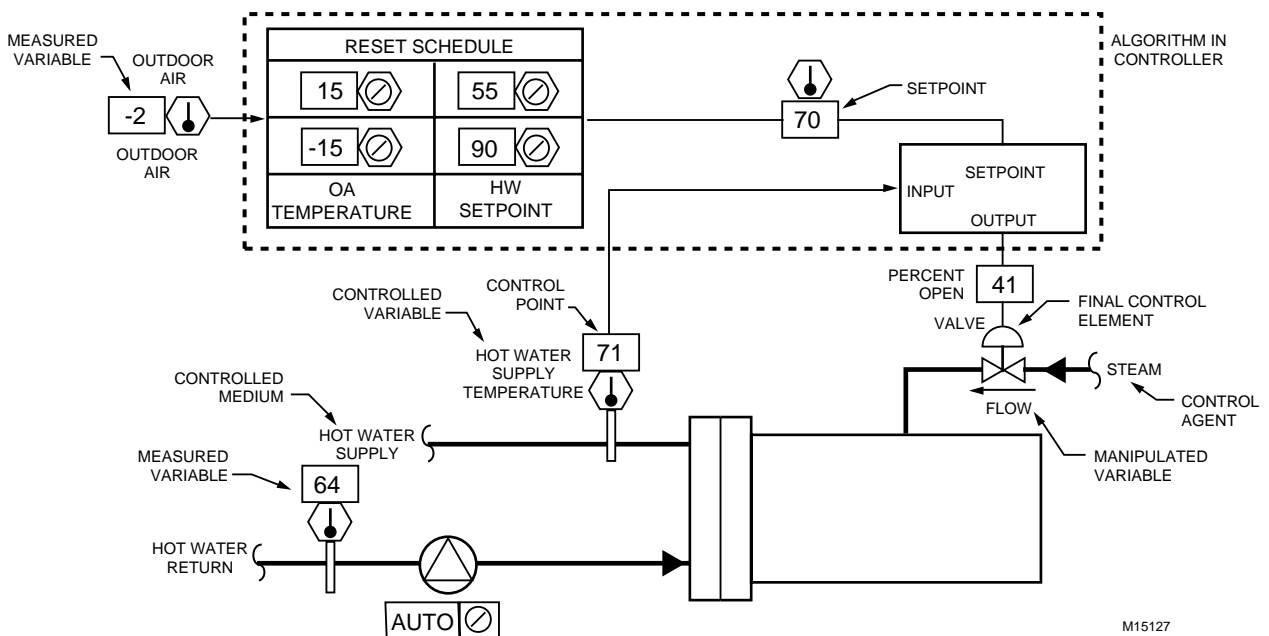 MEASURED
VARIABLE
OUTDOOR
AIR
-2
OUTDOOR
AIR
RESET SCHEDULE
15
55
-15
90
OA
TEMPERATURE
HW
SETPOINT
70
SETPOINT
ALGORITHM IN
CONTROLLER
SETPOINT
INPUT
OUTPUT
PERCENT
OPEN
41
VALVE
FINAL CONTROL
ELEMENT
STEAM
CONTROL
AGENT
FLOW
MANIPULATED
VARIABLE
CONTROLLED
VARIABLE
CONTROL
POINT
71
HOT WATER
SUPPLY
TEMPERATURE
CONTROLLED
MEDIUM
HOT WATER
SUPPLY
MEASURED
VARIABLE
64
HOT WATER
RETURN
AUTO
M15127